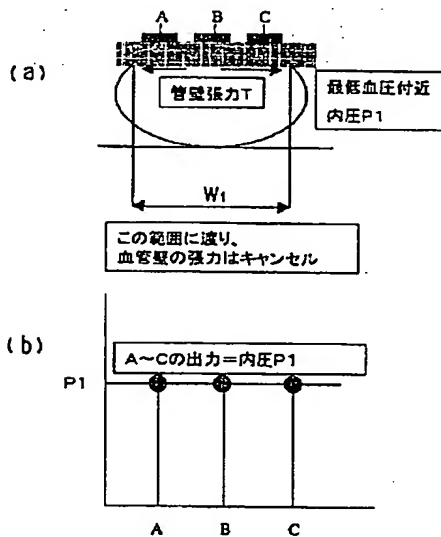 A B C
(a)
管壁張力T
最低血圧付近
内圧P1
W1
この範囲に渡り、
血管壁の張力はキャンセル
(b)
A～Cの出力=内圧P1
P1
A B C